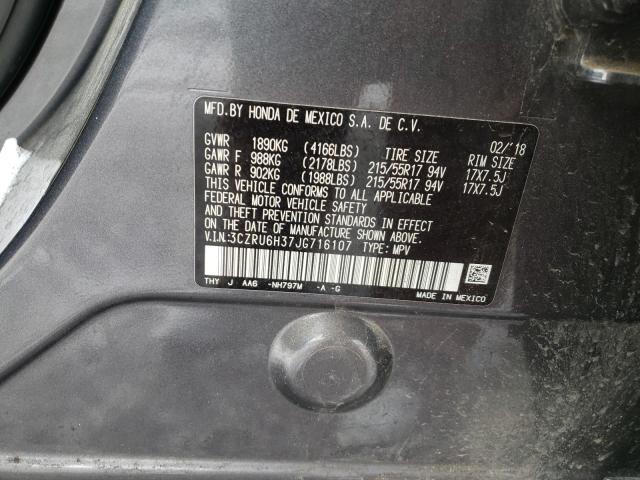 MFD.BY HONDA DE MEXICO S.A. DE C.V.
02/'18
GVWR 1890KG (4166LBS) TIRE SIZE RIM SIZE
GAWR F 988KG (2178LBS) 215/55R17 94V 17X7.5J
GAWR R 902KG (1988LBS) 215/55R17 94V 17X7.5J
THIS VEHICLE CONFORMS TO ALL APPLICABLE
FEDERAL MOTOR VEHICLE SAFETY
AND THEFT PREVENTION STANDARDS IN EFFECT
ON THE DATE OF MANUFACTURE SHOWN ABOVE.
V.I.N:3CZRU6H37JG716107 TYPE: MPV
THY J AA6 -NH797M -A -G
MADE IN MEXICO